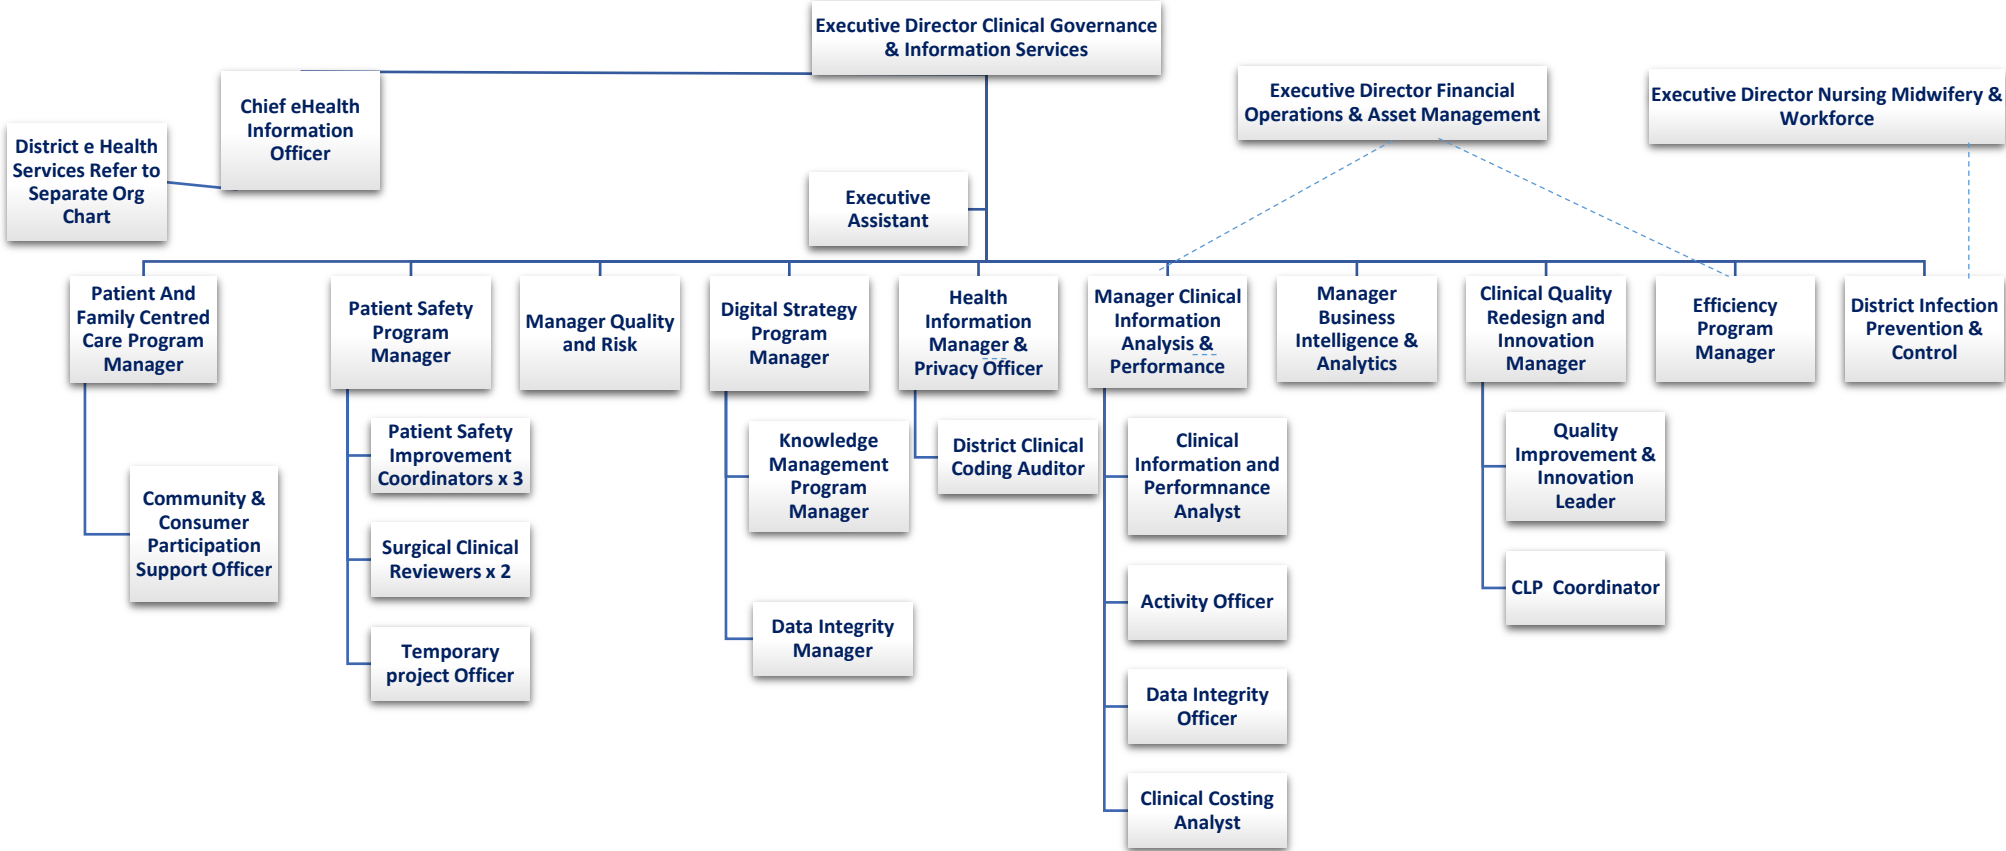 Executive Director Clinical Governance
& Information Services
Executive Director Financial
Operations & Asset Management
Executive Director Nursing Midwifery &
Workforce
Chief eHealth
Information
Officer
District e Health
Services Refer to
Separate Org
Chart
Executive
Assistant
Patient And
Family Centred
Care Program
Manager
Patient Safety
Program
Manager
Manager Quality
and Risk
Digital Strategy
Program
Manager
Health
Information
Manager &
Privacy Officer
Manager Clinical
Information
Analysis &
Performance
Manager
Business
Intelligence &
Analytics
Clinical Quality
Redesign and
Innovation
Manager
Efficiency
Program
Manager
District Infection
Prevention &
Control
Community &
Consumer
Participation
Support Officer
Patient Safety
Improvement
Coordinators x 3
Surgical Clinical
Reviewers x 2
Temporary
project Officer
Knowledge
Management
Program
Manager
Data Integrity
Manager
District Clinical
Coding Auditor
Clinical
Information and
Performnance
Analyst
Activity Officer
Data Integrity
Officer
Clinical Costing
Analyst
Quality
Improvement &
Innovation
Leader
CLP  Coordinator